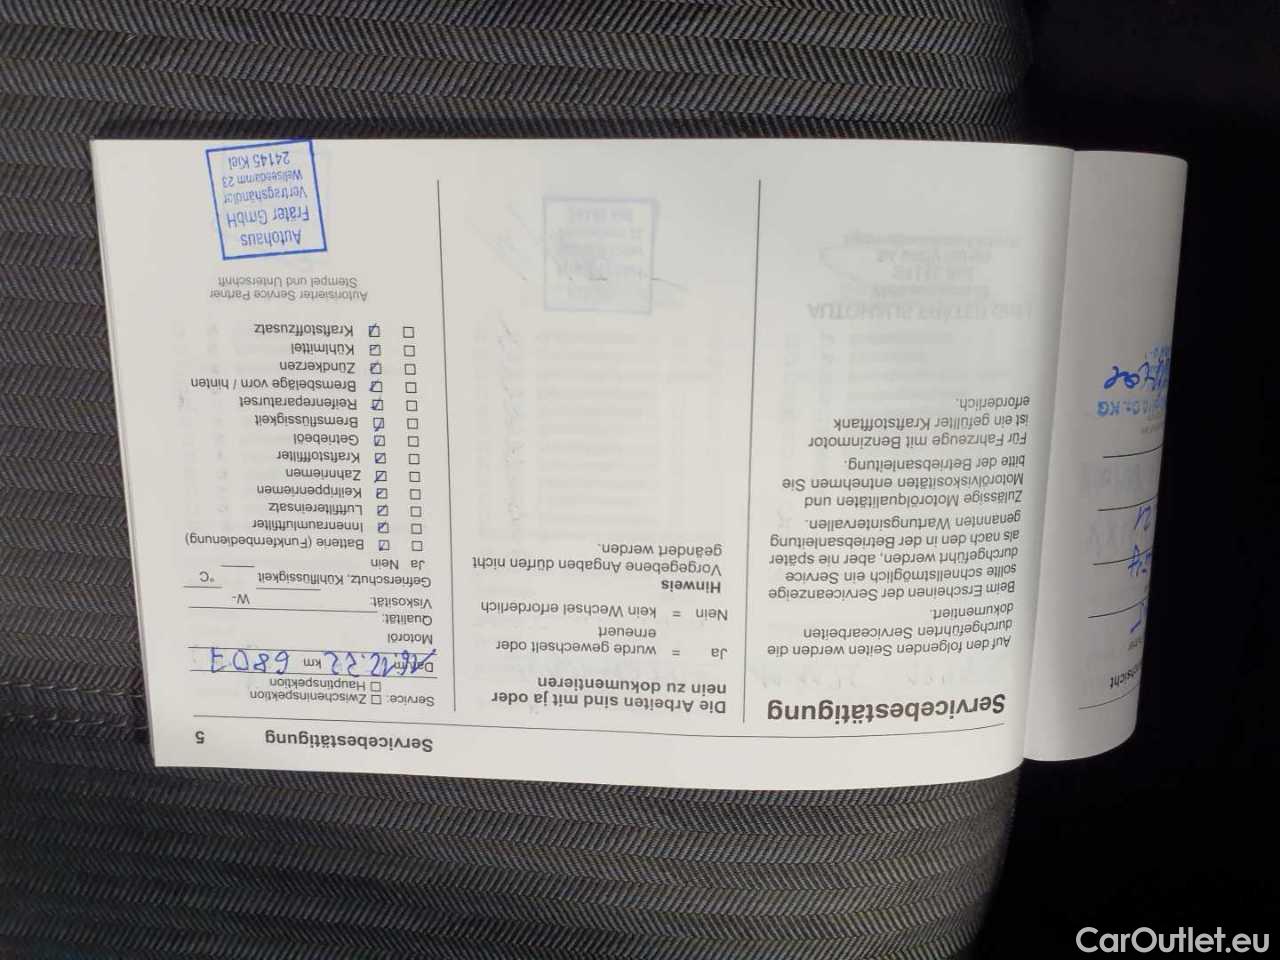 Servicebestätigung 5
Servicebestätigung
Auf den folgenden Seiten werden die
durchgeführten Servicearbeiten
dokumentiert.
Beim Erscheinen der Serviceanzeige
sollte schnellstmöglich ein Service
durchgeführt werden, aber nie später
als nach den in der Betriebsanleitung
genannten Wartungsintervallen.
Zulässige Motorölqualitäten und
Motorölviskositäten entnehmen Sie
bitte der Betriebsanleitung.
Für Fahrzeuge mit Benzinmotor
ist ein gefüllter Kraftstofftank
erforderlich.
Die Arbeiten sind mit ja oder
nein zu dokumentieren
Ja = wurde gewechselt oder
erneuert
Nein = kein Wechsel erforderlich
Hinweis
Vorgegebene Angaben dürfen nicht
geändert werden.
Service: Zwischeninspektion
Hauptinspektion
Datum 16.12.22 km 6807
Motoröl
Qualität:
Viskosität: W-
Gefrierschutz, Kühlflüssigkeit °C
Ja Nein
Batterie (Funkfernbedienung)
Innenraumluftfilter
Luftfiltereinsatz
Keilrippenriemen
Zahnriemen
Kraftstofffilter
Getriebeöl
Bremsflüssigkeit
Reifenreparaturset
Bremsbeläge vorn / hinten
Zündkerzen
Kühlmittel
Kraftstoffzusatz
Autorisierter Service Partner
Stempel und Unterschrift
Autohaus
Fräter GmbH
Vertragshändler
Wellseedamm 23
24145 Kiel
CarOutlet.eu